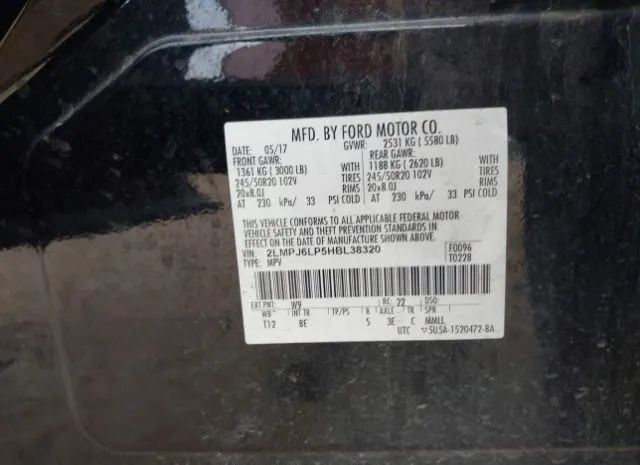 MFD. BY FORD MOTOR CO.
DATE: 05/17 GVWR: 2531 KG ( 5580 LB)
FRONT GAWR: REAR GAWR:
1361 KG ( 3000 LB) WITH 1188 KG ( 2620 LB) WITH
245/50R20 102V TIRES 245/50R20 102V TIRES
20x8.0J RIMS 20x8.0J RIMS
AT 230 kPa/ 33 PSI COLD AT 230 kPa/ 33 PSI COLD
THIS VEHICLE CONFORMS TO ALL APPLICABLE FEDERAL MOTOR
VEHICLE SAFETY AND THEFT PREVENTION STANDARDS
IN EFFECT ON THE DATE OF MANUFACTURE SHOWN ABOVE.
VIN: 2LMPJ6LP5HBL38320 F0096
TYPE: MPV T0228
EXT PNT: W9 RC: 22 DSO:
WB INT TR TP/PS R AXLE TR SPR
T12 BE 5 3E C MMLL
UTC 5U5A-1520472-BA